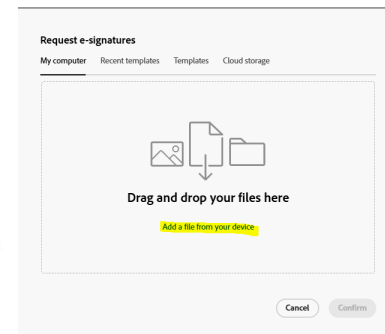 Request e-signatures
My computer Recent templates Templates Cloud storage
Drag and drop your files here
Add a file from your device
Cancel Confirm